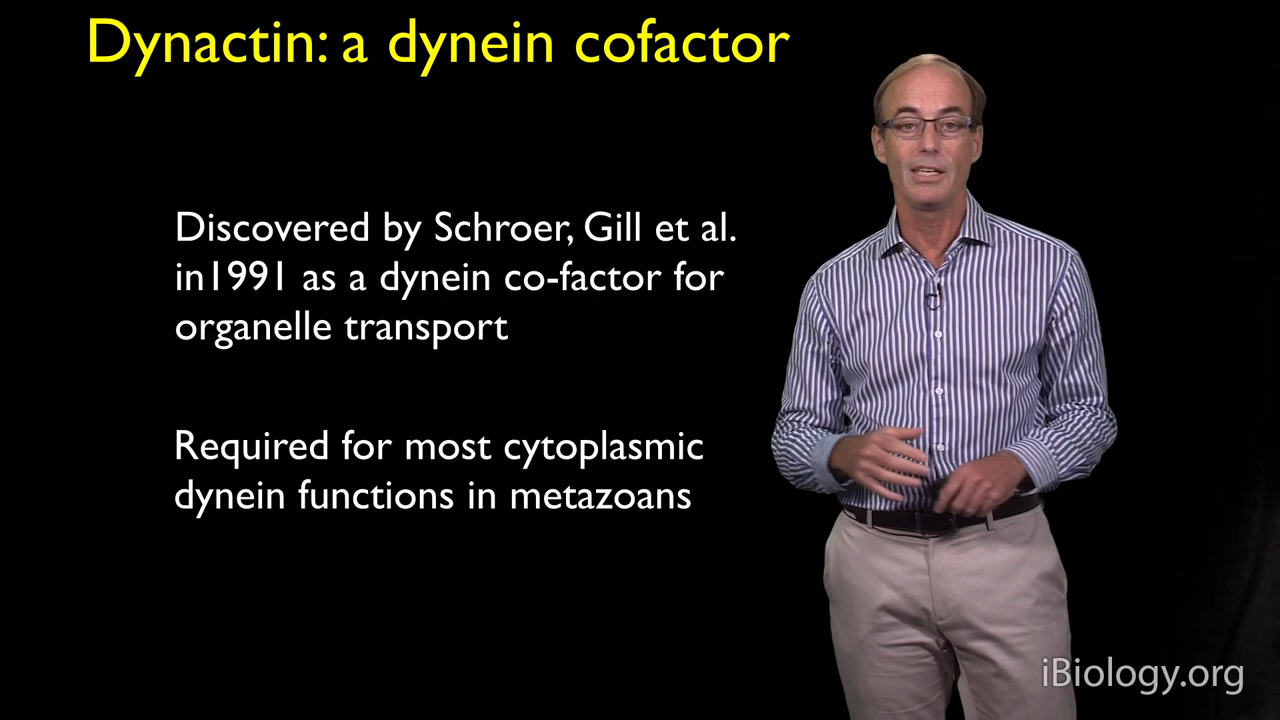 Dynactin: a dynein cofactor
Discovered by Schroer, Gill et al.
in1991 as a dynein co-factor for
organelle transport
Required for most cytoplasmic
dynein functions in metazoans
iBiology.org